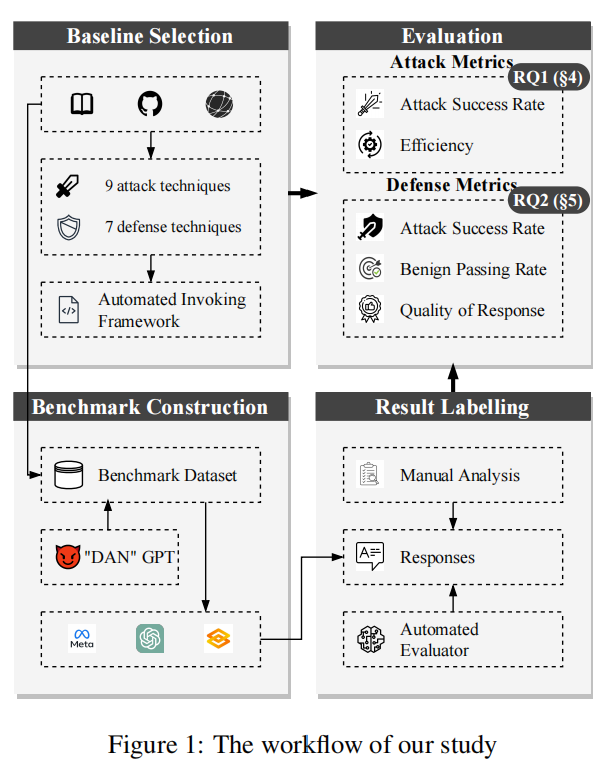 Baseline Selection
9 attack techniques
7 defense techniques
Automated Invoking
Framework
Evaluation
Attack Metrics
RQ1 (§4)
Attack Success Rate
Efficiency
Defense Metrics
RQ2 (§5)
Attack Success Rate
Benign Passing Rate
Quality of Response
Benchmark Construction
Benchmark Dataset
"DAN" GPT
Meta
Result Labelling
Manual Analysis
A
Responses
Automated
Evaluator
Figure 1: The workflow of our study